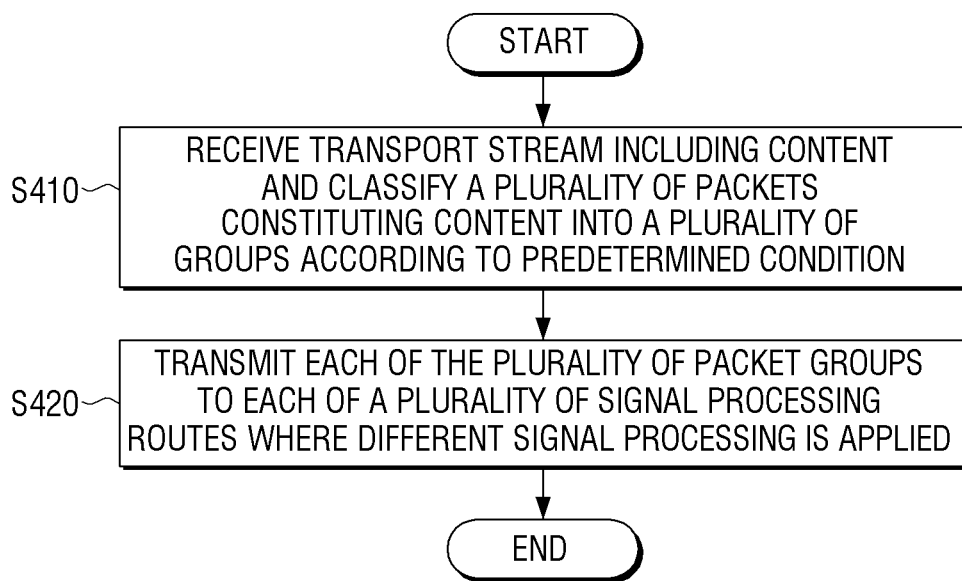 START
S410
RECEIVE TRANSPORT STREAM INCLUDING CONTENT
AND CLASSIFY A PLURALITY OF PACKETS
CONSTITUTING CONTENT INTO A PLURALITY OF
GROUPS ACCORDING TO PREDETERMINED CONDITION
S420
TRANSMIT EACH OF THE PLURALITY OF PACKET GROUPS
TO EACH OF A PLURALITY OF SIGNAL PROCESSING
ROUTES WHERE DIFFERENT SIGNAL PROCESSING IS APPLIED
END